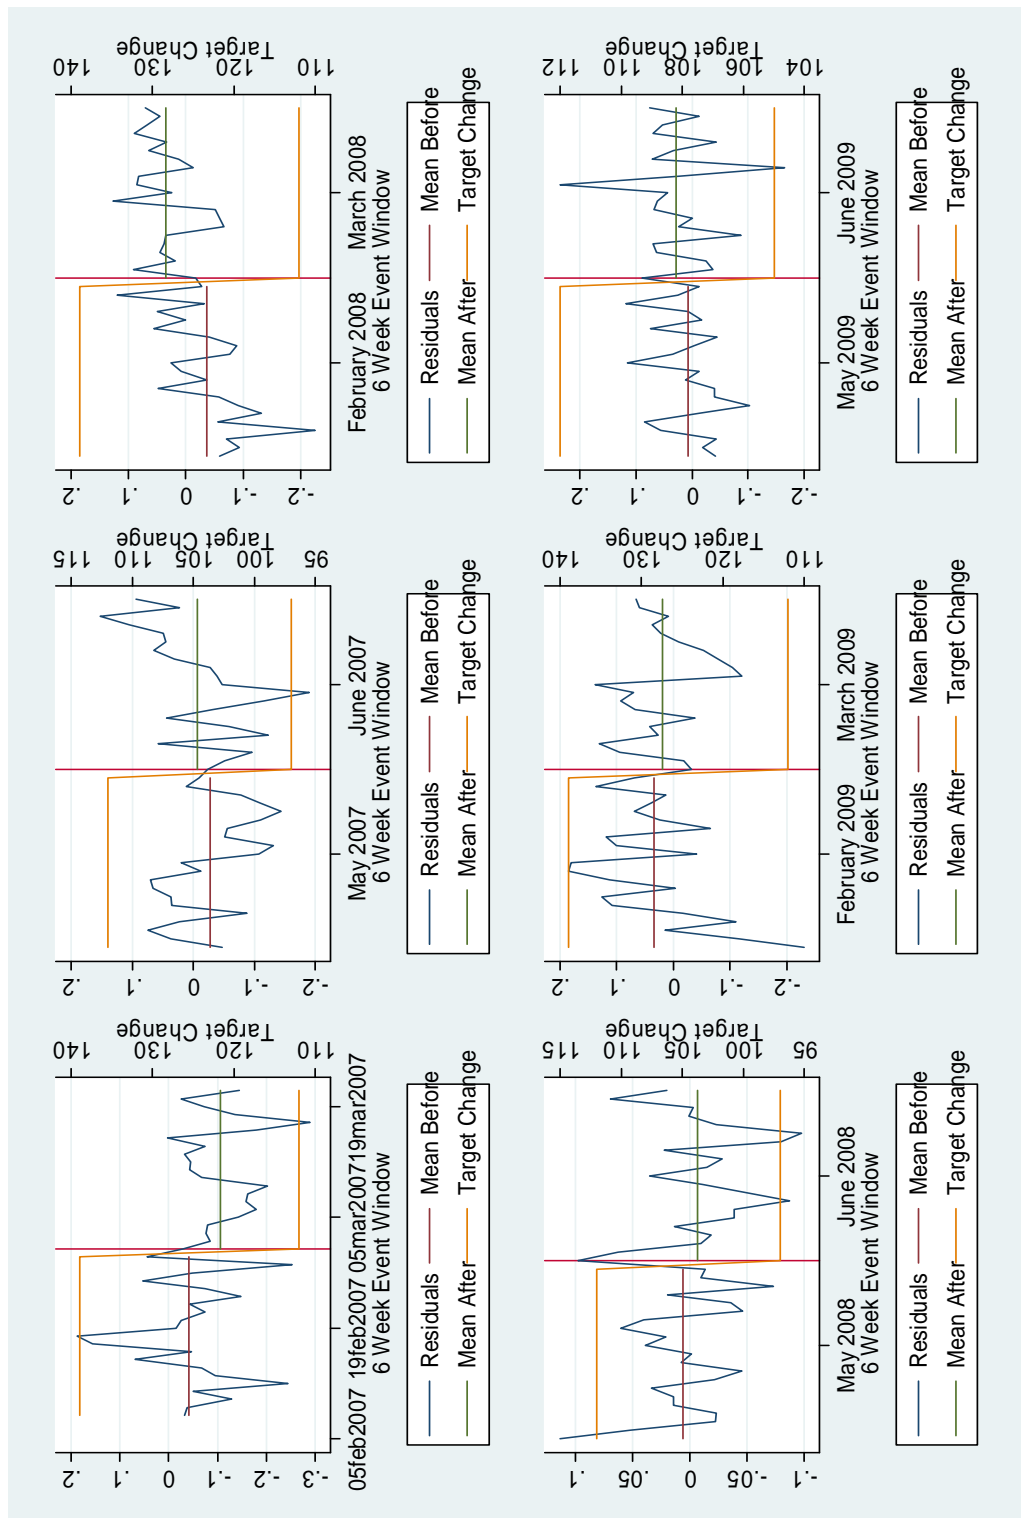 .2
.1
0
-.1
-.2
-.3
140
130
120
110
Target Change
05feb2007 19feb2007 05mar2007 19mar2007
6 Week Event Window
Residuals Mean Before
Mean After Target Change
.2
.1
0
-.1
-.2
115
110
105
100
95
Target Change
May 2007 June 2007
6 Week Event Window
Residuals Mean Before
Mean After Target Change
.2
.1
0
-.1
-.2
140
130
120
110
Target Change
February 2008 March 2008
6 Week Event Window
Residuals Mean Before
Mean After Target Change
.1
.05
0
-.05
-.1
115
110
105
100
95
Target Change
May 2008 June 2008
6 Week Event Window
Residuals Mean Before
Mean After Target Change
.2
.1
0
-.1
-.2
140
130
120
110
Target Change
February 2009 March 2009
6 Week Event Window
Residuals Mean Before
Mean After Target Change
.2
.1
0
-.1
-.2
112
110
108
106
104
Target Change
May 2009 June 2009
6 Week Event Window
Residuals Mean Before
Mean After Target Change